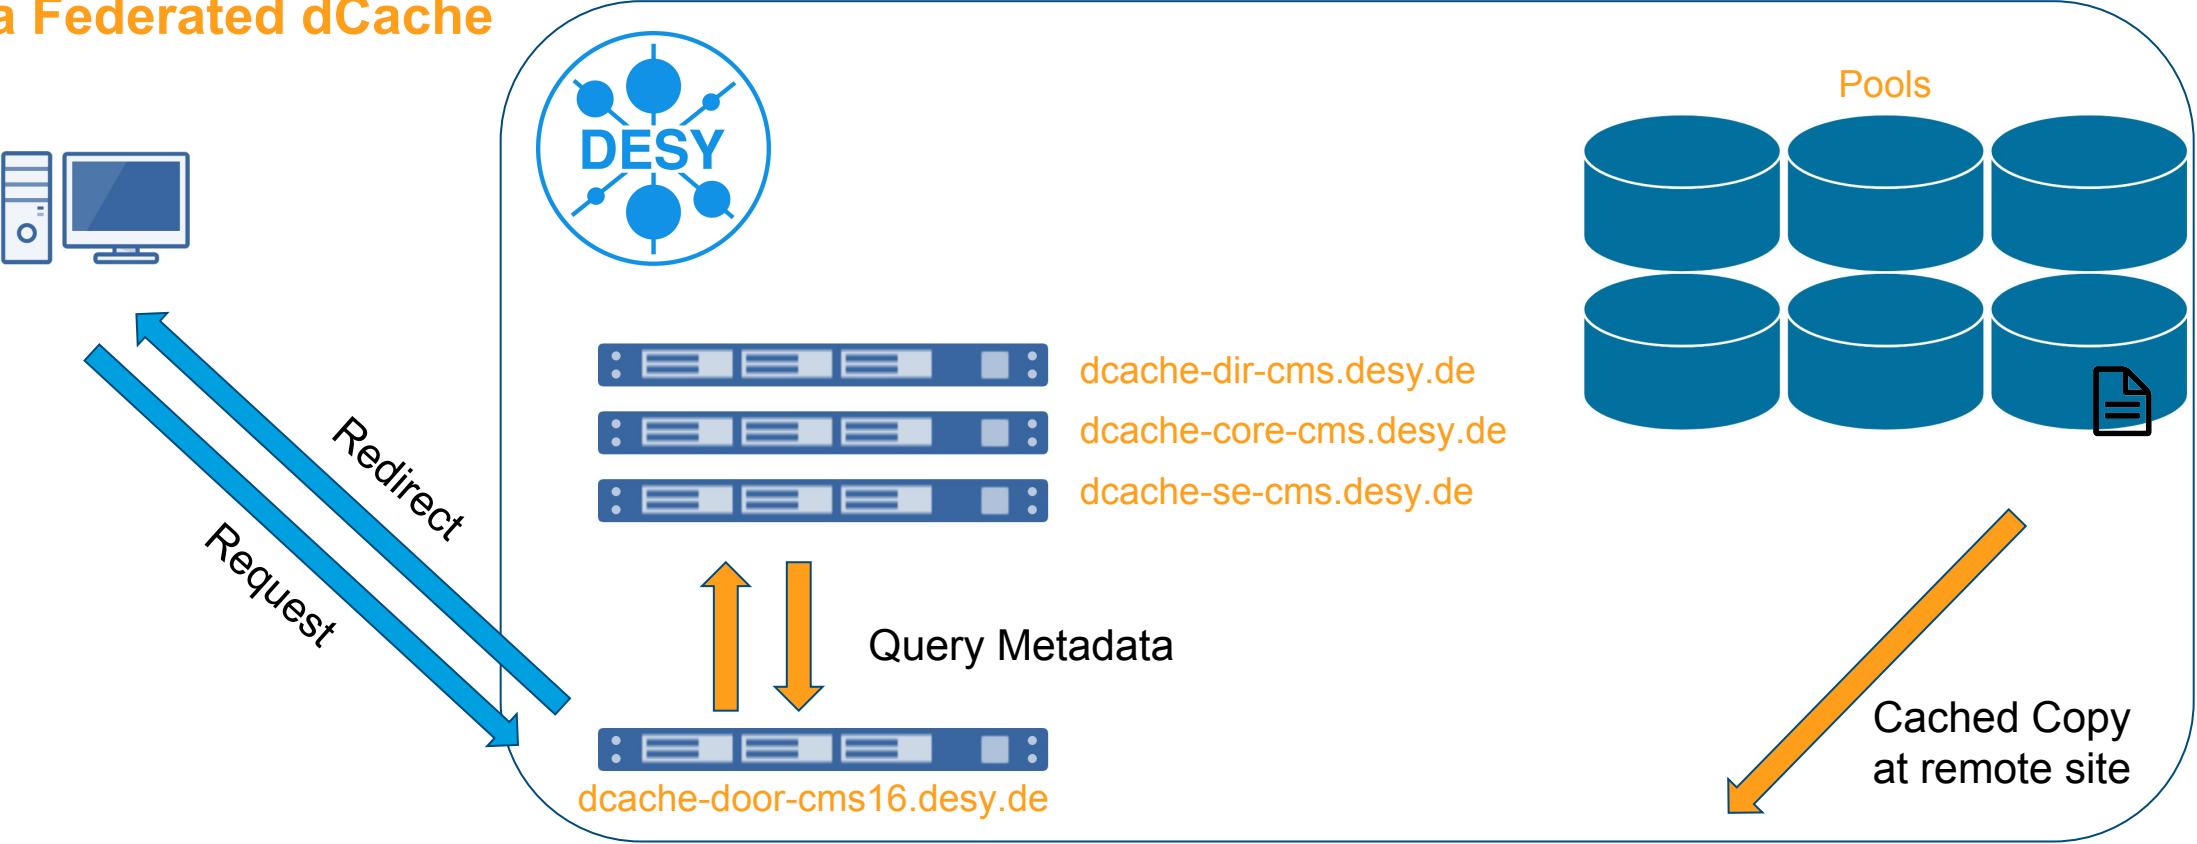 a Federated dCache
DESY
Pools
dcache-dir-cms.desy.de
dcache-core-cms.desy.de
dcache-se-cms.desy.de
Redirect
Request
Query Metadata
Cached Copy
at remote site
dcache-door-cms16.desy.de